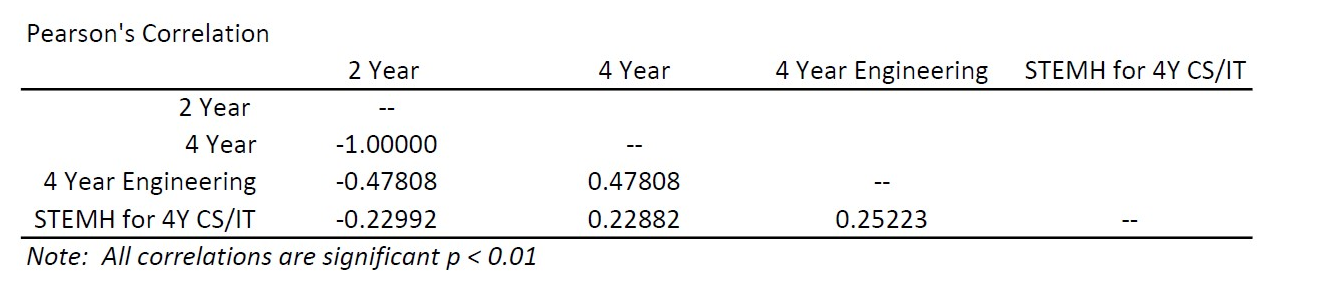 Pearson's Correlation
2 Year 4 Year 4 Year Engineering STEMH for 4Y CS/IT
2 Year --
4 Year -1.00000 --
4 Year Engineering -0.47808 0.47808 --
STEMH for 4Y CS/IT -0.22992 0.22882 0.25223 --
Note: All correlations are significant p < 0.01